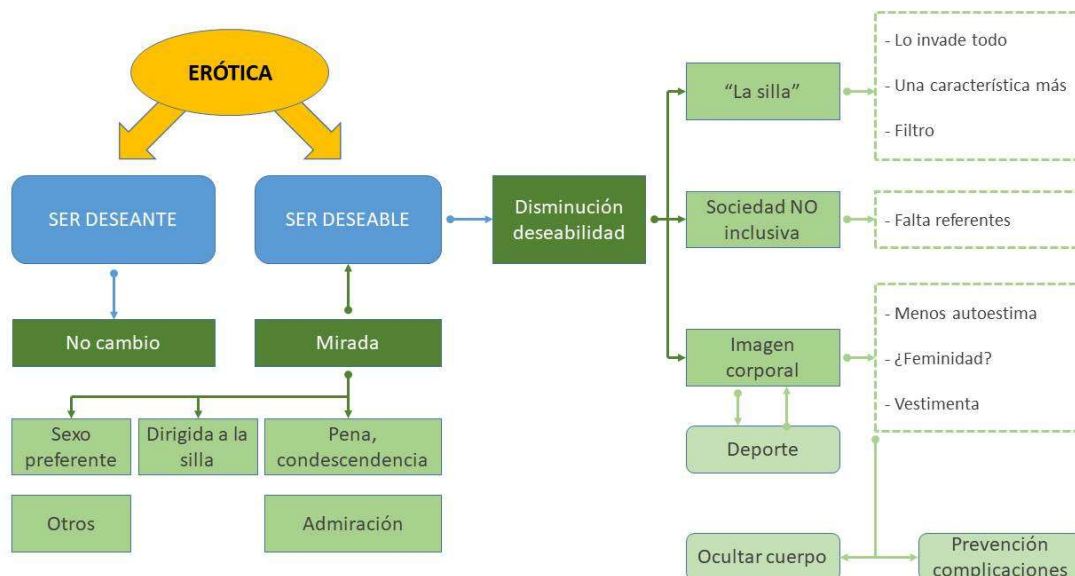 ERÓTICA
SER DESEANTE
SER DESEABLE
No cambio
Mirada
Sexo
preferente
Dirigida a la
silla
Pena,
condescendencia
Otros
Admiración
Disminución
deseabilidad
“La silla”
- Lo invade todo
- Una característica más
- Filtro
Sociedad NO
inclusiva
- Falta referentes
Imagen
corporal
- Menos autoestima
- ¿Feminidad?
- Vestimenta
Deporte
Ocultar cuerpo
Prevención
complicaciones